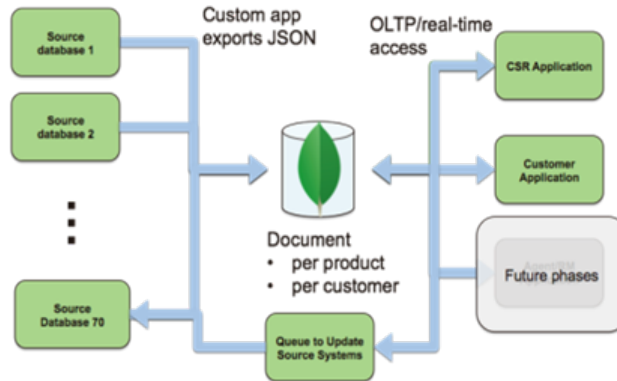 Source
database 1
Custom app
exports JSON
OLTP/real-time
access
CSR Application
Source
database 2
Customer
Application
Document
• per product
• per customer
Future phases
Source
Database 70
Queue to Update
Source Systems